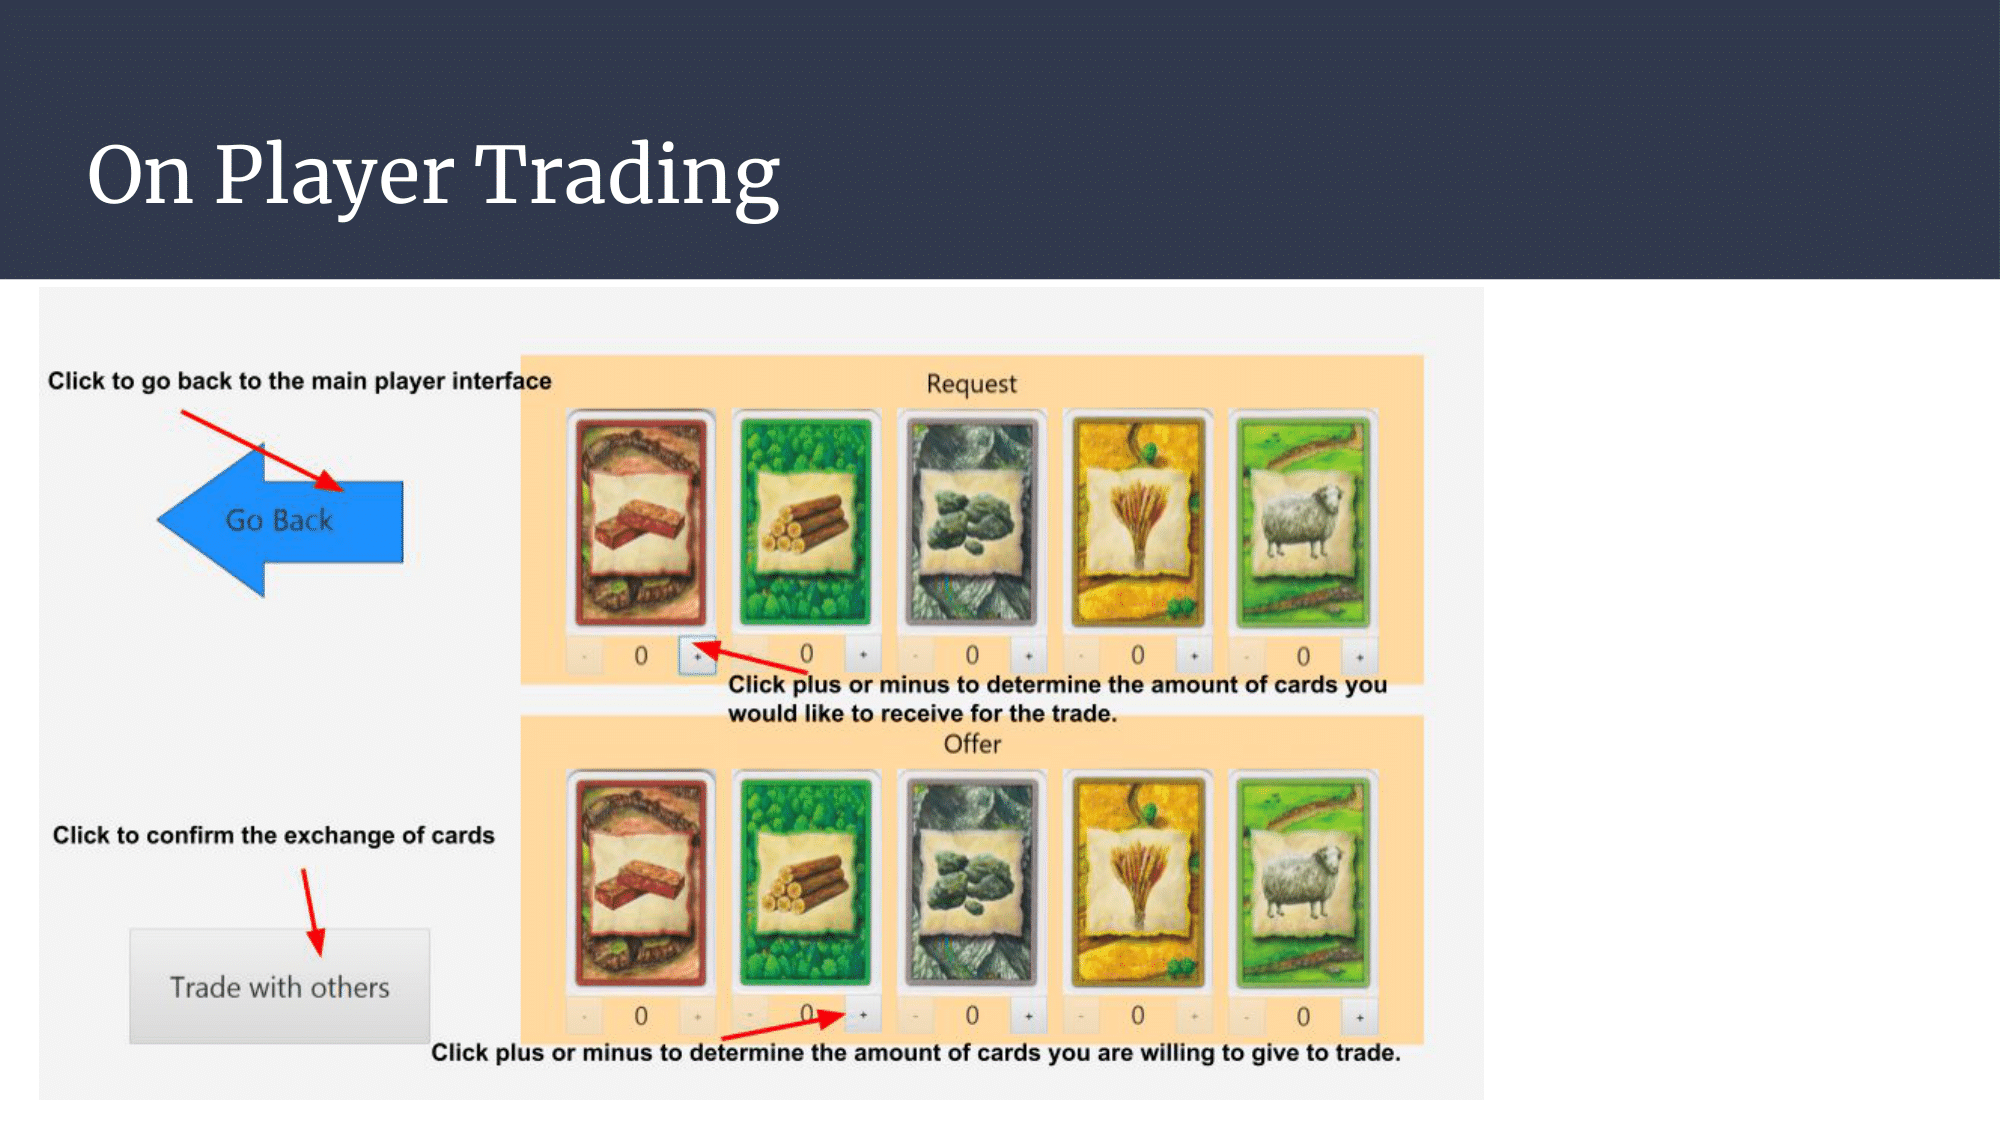 On Player Trading
Click to go back to the main player interface
Request
Go Back
- 0 + - 0 + - 0 + - 0 + - 0 +
Click plus or minus to determine the amount of cards you
would like to receive for the trade.
Offer
Click to confirm the exchange of cards
Trade with others
- 0 + - 0 + - 0 + - 0 + - 0 +
Click plus or minus to determine the amount of cards you are willing to give to trade.